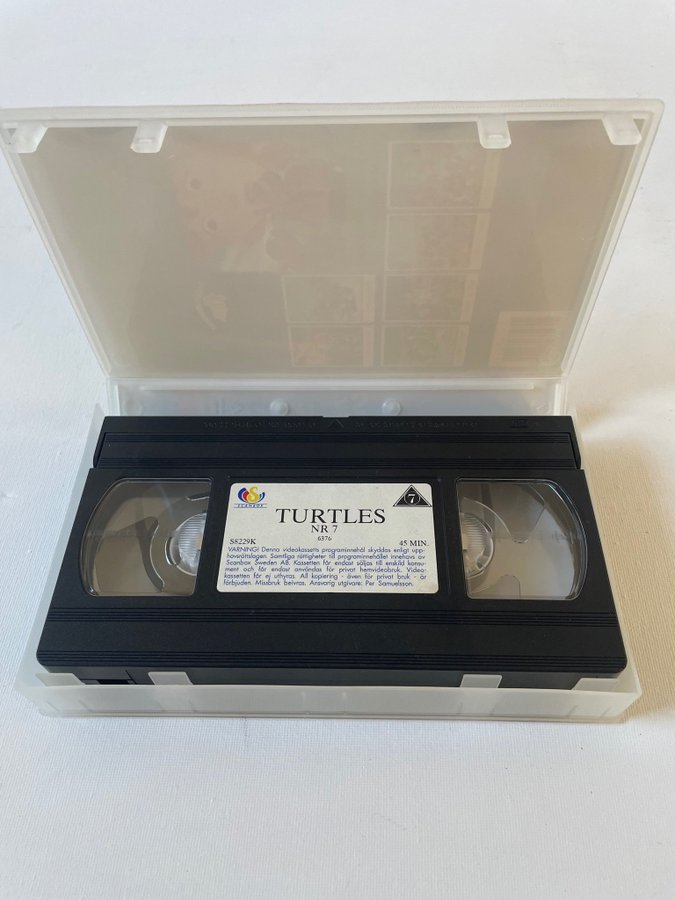 SCANBOX
7
TURTLES
NR 7
6376
S8229K 45 MIN.
VARNING! Denna videokassetts programinnehål skyddas enligt upp-
hovsrättslagen. Samtliga rättigheter till programinnehållet innehavs av
Scanbox Sweden AB. Kassetten får endast säljas till enskild konsu-
ment och får endast användas för privat hemvideobruk. Video-
kassetten får ej uthyras. All kopiering - även för privat bruk - är
förbjuden. Missbruk beivras. Ansvarig utgivare: Per Samuelsson.